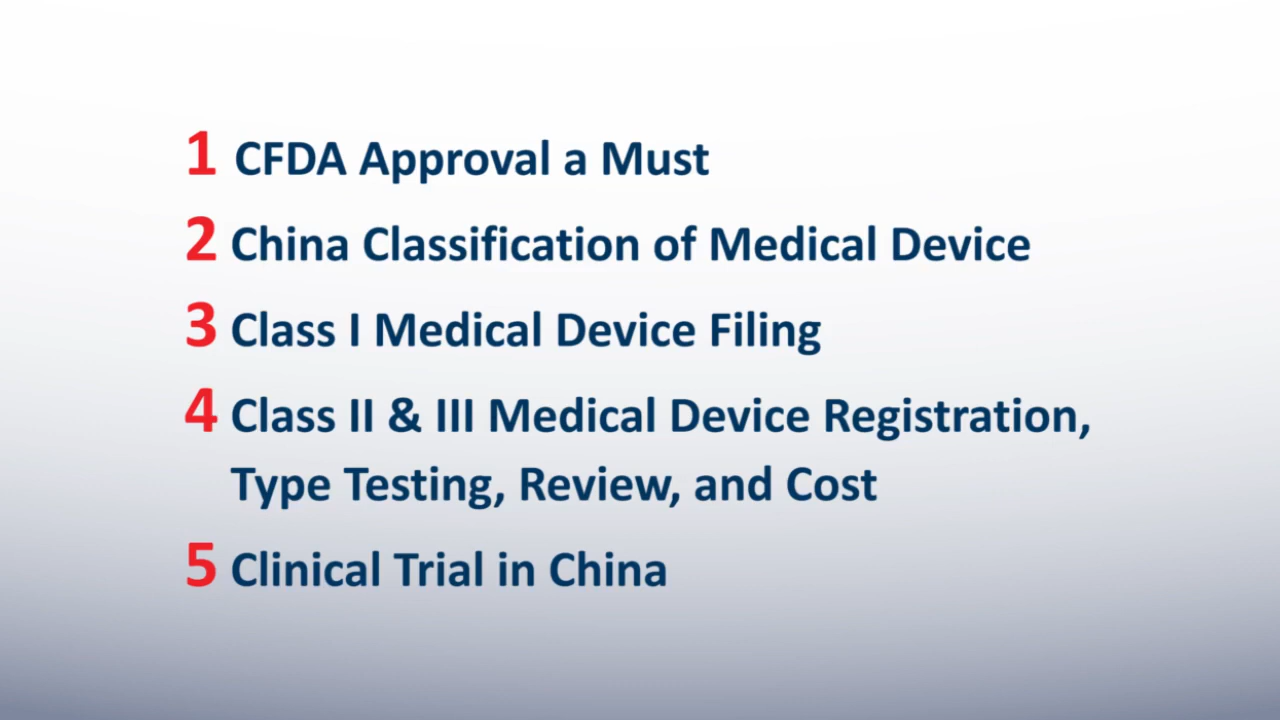 1 CFDA Approval a Must
2 China Classification of Medical Device
3 Class I Medical Device Filing
4 Class II & III Medical Device Registration,
Type Testing, Review, and Cost
5 Clinical Trial in China